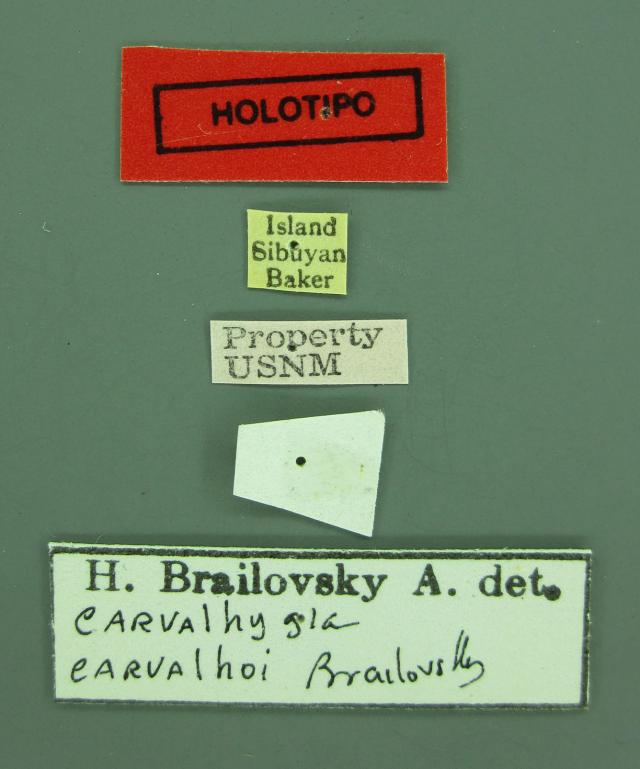 HOLOTIPO
Island
Sibuyan
Baker
Property
USNM
H. Brailovsky A. det.
CARVAlhygia
CARVAlhoi Brailovsky